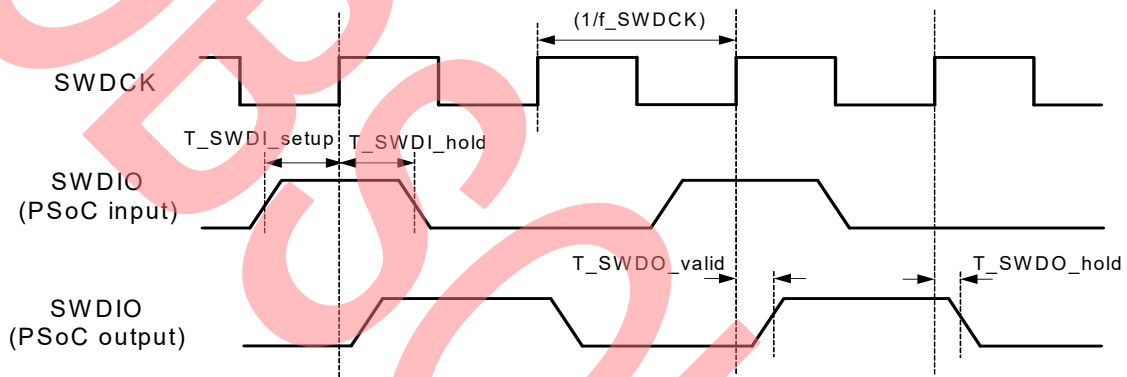 (1/f_SWDCK)
SWDCK
T_SWDI_setup
T_SWDI_hold
SWDIO
(PSoC input)
T_SWDO_valid
T_SWDO_hold
SWDIO
(PSoC output)